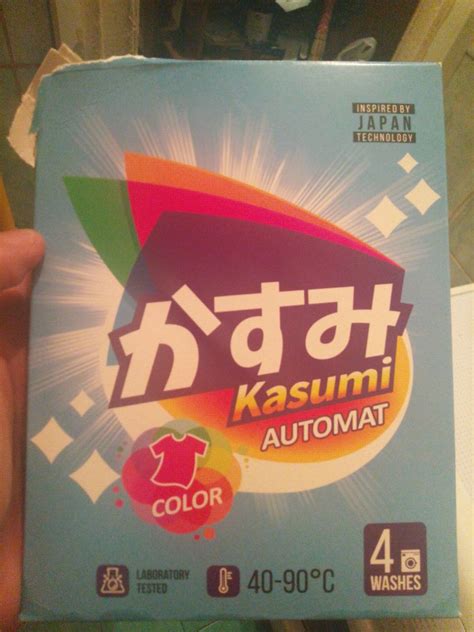 INSPIRED BY
JAPAN
TECHNOLOGY
かすみ
Kasumi
AUTOMAT
COLOR
LABORATORY
TESTED
40-90°C
4
WASHES